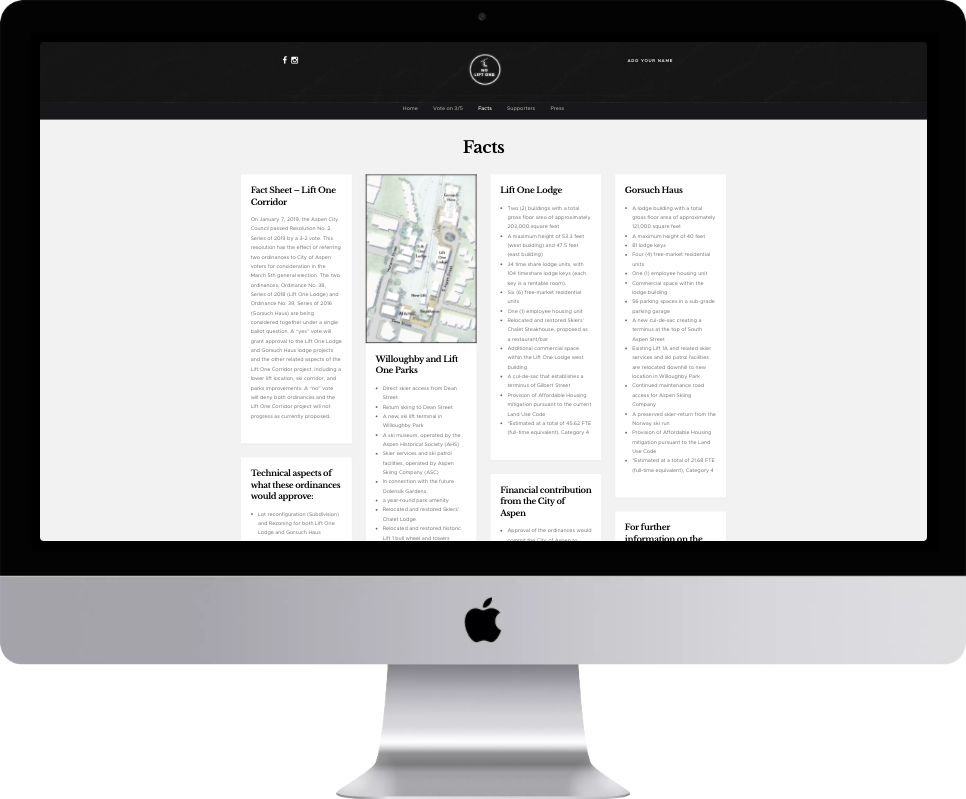 ADD YOUR NAME
LIFT ONE
Home Vote on 3/5 Facts Supporters Press
Facts
Fact Sheet – Lift One
Corridor
On January 7, 2019, the Aspen City
Council passed Resolution No. 2,
Series of 2019 by a 3-2 vote. This
resolution has the effect of referring
two ordinances to City of Aspen
voters for consideration in the
March 5th general election. The two
ordinances, Ordinance No. 38,
Series of 2018 (Lift One Lodge) and
Ordinance No. 39, Series of 2016
(Gorsuch Haus) are being
considered together under a single
ballot question. A "yes" vote will
grant approval to the Lift One Lodge
and Gorsuch Haus lodge projects
and the other related aspects of the
Lift One Corridor project, including a
lower lift location, ski corridor, and
parks improvements. A "no" vote
will deny both ordinances and the
Lift One Corridor project will not
progress as currently proposed.
Technical aspects of
what these ordinances
would approve:
Lot reconfiguration (Subdivision)
and Rezoning for both Lift One
Lodge and Gorsuch Haus
Gorsuch
Haus
Lift
One
Lodge
Lift
One
Lodge
New Lift
Willoughby and Lift
One Parks
Direct skier access from Dean
Street
Return skiing to Dean Street
A new, ski lift terminal in
Willoughby Park
A ski museum, operated by the
Aspen Historical Society (AHS)
Skier services and ski patrol
facilities, operated by Aspen
Skiing Company (ASC)
In connection with the future
Dolensik Gardens,
a year-round park amenity
Relocated and restored Skiers'
Chalet Lodge
Relocated and restored historic
Lift 1 bull wheel and towers
Lift One Lodge
Two (2) buildings with a total
gross floor area of approximately
203,000 square feet
A maximum height of 53.3 feet
(west building) and 47.5 feet
(east building)
34 time share lodge units, with
104 timeshare lodge keys (each
key is a rentable room).
Six (6) free-market residential
units
One (1) employee housing unit
Relocated and restored Skiers'
Chalet Steakhouse, proposed as
a restaurant/bar
Additional commercial space
within the Lift One Lodge west
building
A cul-de-sac that establishes a
terminus of Gilbert Street
Provision of Affordable Housing
mitigation pursuant to the current
Land Use Code
*Estimated at a total of 45.62 FTE
(full-time equivalent), Category 4
Financial contribution
from the City of
Aspen
Approval of the ordinances would
commit the City of Aspen to
Gorsuch Haus
A lodge building with a total
gross floor area of approximately
121,000 square feet
A maximum height of 40 feet
81 lodge keys
Four (4) free-market residential
units
One (1) employee housing unit
Commercial space within the
lodge building
56 parking spaces in a sub-grade
parking garage
A new cul-de-sac creating a
terminus at the top of South
Aspen Street
Existing Lift 1A and related skier
services and ski patrol facilities
are relocated downhill to new
location in Willoughby Park
Continued maintenance road
access for Aspen Skiing
Company
A preserved skier-return from the
Norway ski run
Provision of Affordable Housing
mitigation pursuant to the Land
Use Code
*Estimated at a total of 21.68 FTE
(full-time equivalent), Category 4
For further
information on the